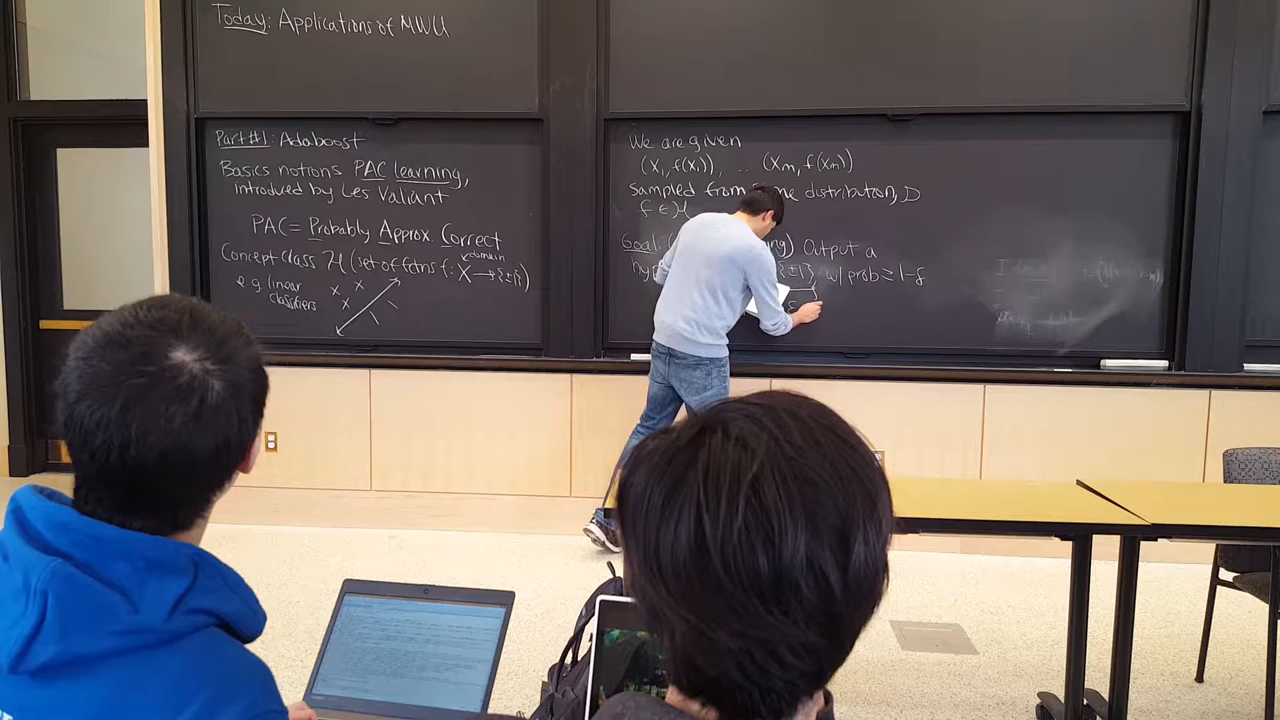 Today: Applications of MWU
Part #1: Adaboost
Basics notions PAC learning,
introduced by Les Valiant
PAC = Probably Approx. Correct
Concept class H (set of fctns f: X → {±1})
domain
e.g linear
classifiers
We are given
(x₁, f(x₁)), ... (xₘ, f(xₘ))
sampled from distribution, D
f ∈ H
Goal: Output a
{±1} w/ prob ≥ 1-δ